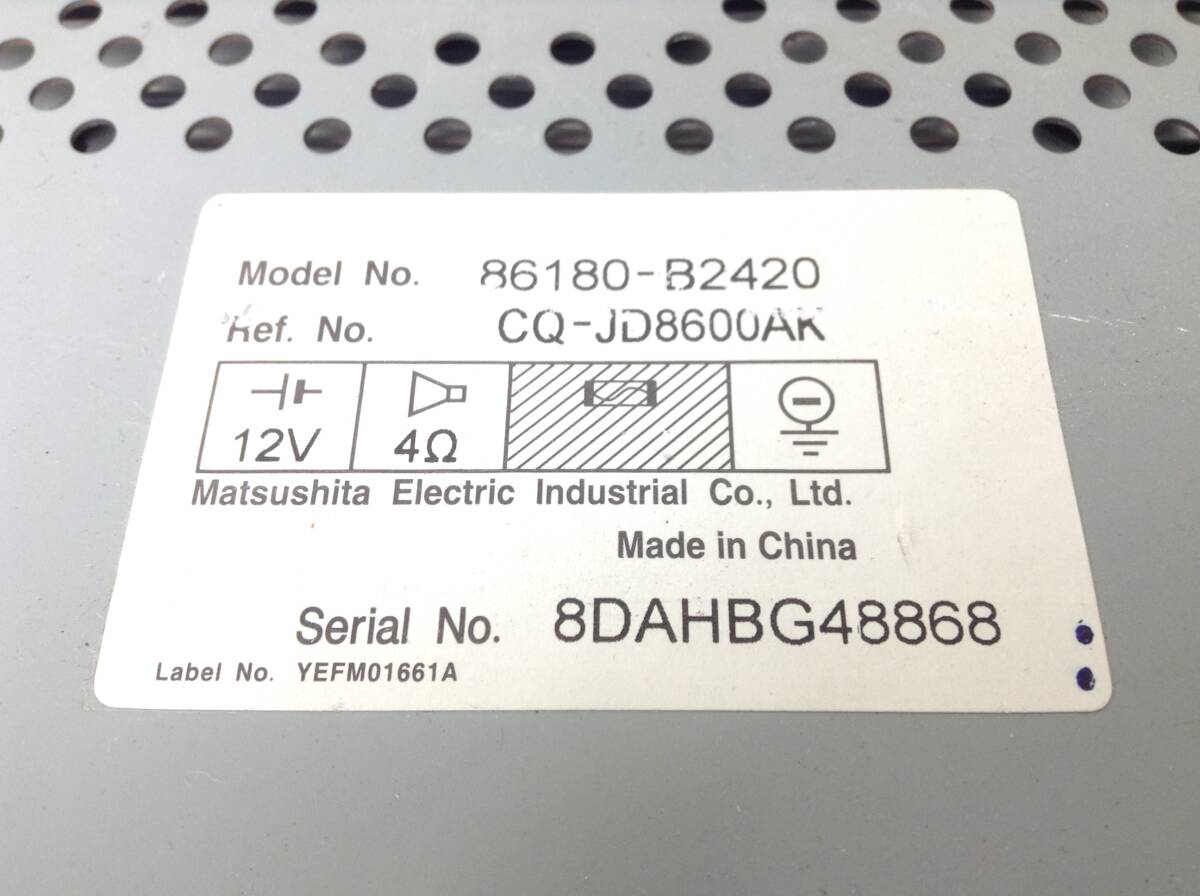 Model No. 86180-B2420
Ref. No. CQ-JD8600AK
12V 4Ω
Matsushita Electric Industrial Co., Ltd.
Made in China
Serial No. 8DAHBG48868
Label No. YEFM01661A